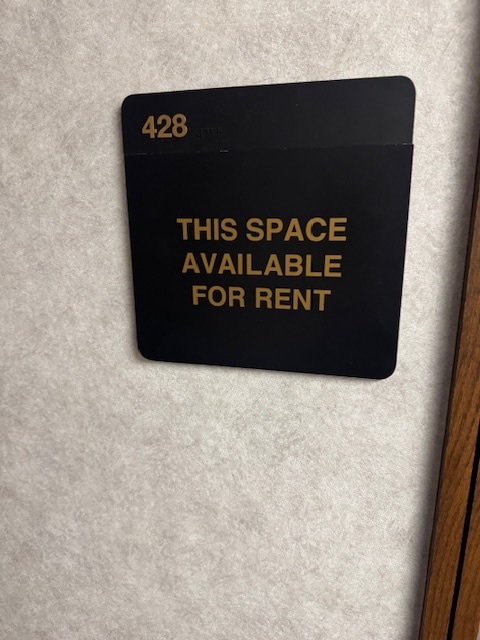 428
THIS SPACE
AVAILABLE
FOR RENT